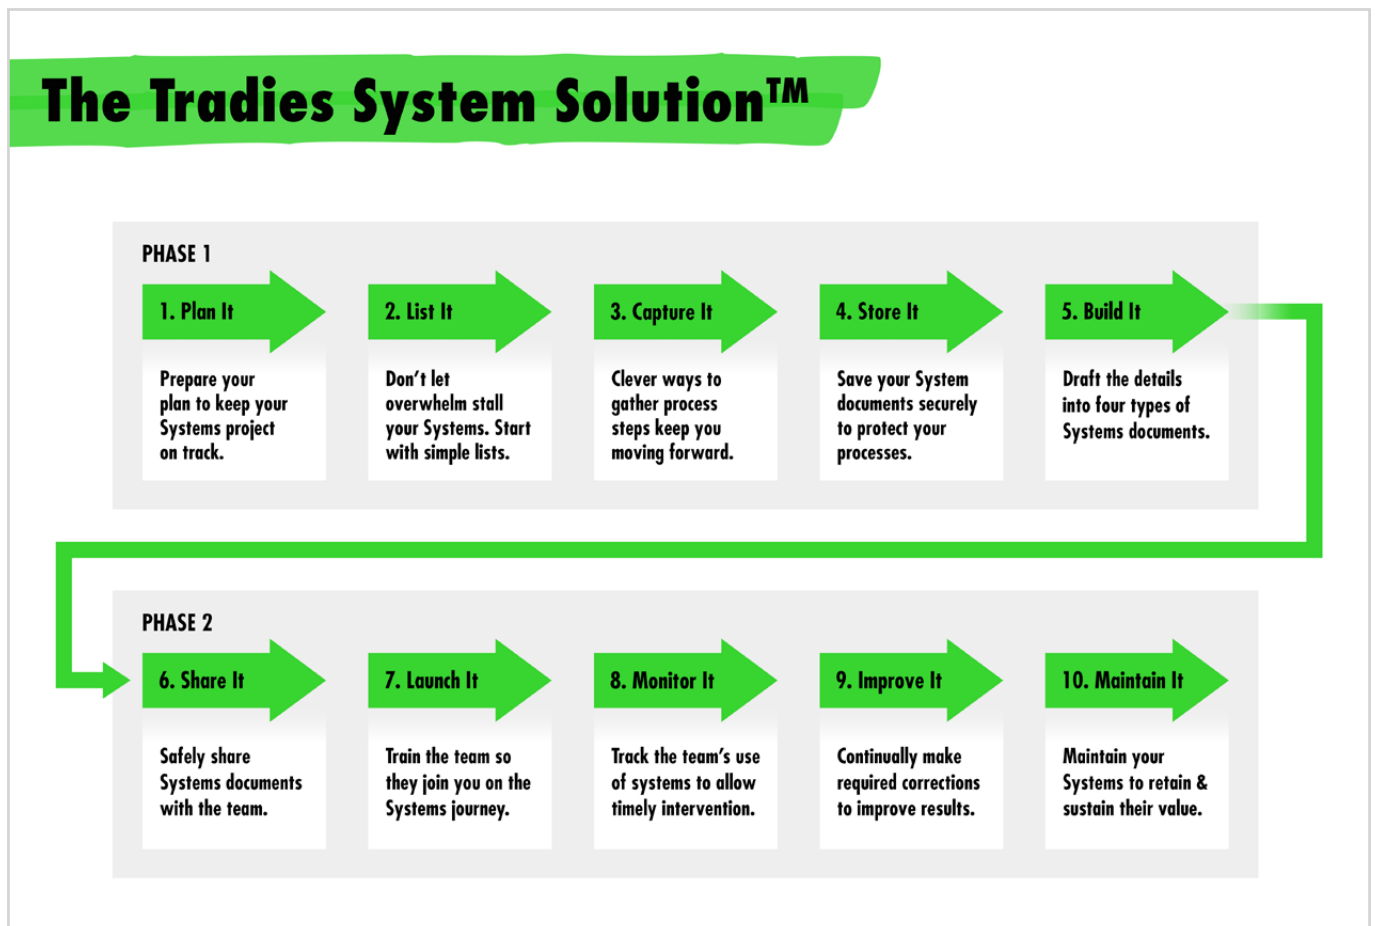 The Tradies System Solution™
PHASE 1
1. Plan It
Prepare your
plan to keep your
Systems project
on track.
2. List It
Don't let
overwhelm stall
your Systems. Start
with simple lists.
3. Capture It
Clever ways to
gather process
steps keep you
moving forward.
4. Store It
Save your System
documents securely
to protect your
processes.
5. Build It
Draft the details
into four types of
Systems documents.
PHASE 2
6. Share It
Safely share
Systems documents
with the team.
7. Launch It
Train the team so
they join you on the
Systems journey.
8. Monitor It
Track the team's use
of systems to allow
timely intervention.
9. Improve It
Continually make
required corrections
to improve results.
10. Maintain It
Maintain your
Systems to retain &
sustain their value.